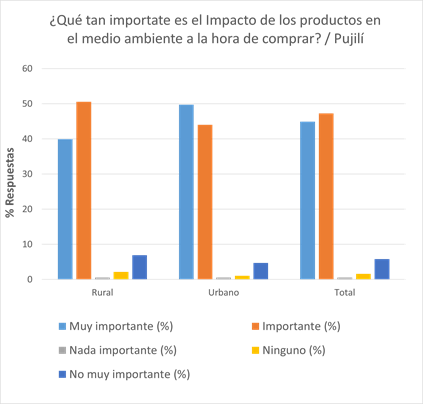 ¿Qué tan importate es el Impacto de los productos en
el medio ambiente a la hora de comprar? / Pujilí
60
50
40
30
20
10
0
% Respuestas
Rural
Urbano
Total
Muy importante (%)
Importante (%)
Nada importante (%)
Ninguno (%)
No muy importante (%)